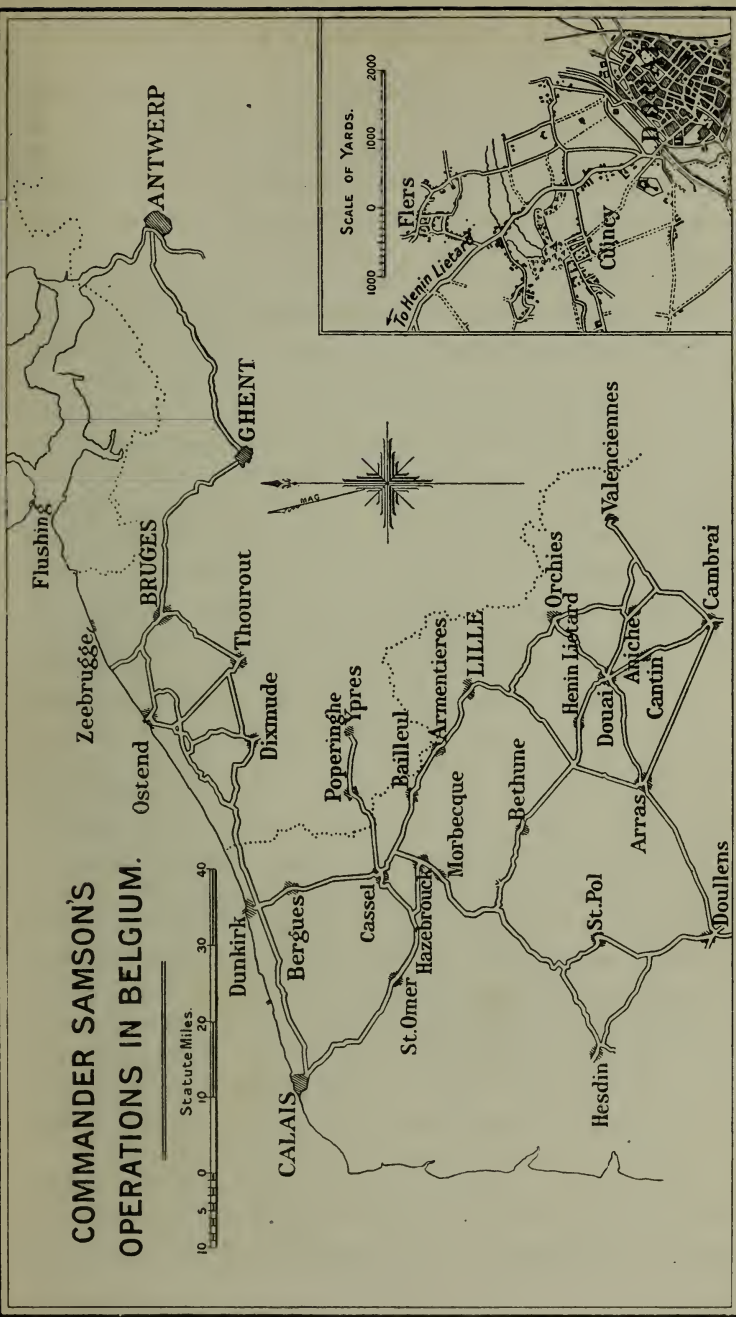 COMMANDER SAMSON'S
OPERATIONS IN BELGIUM.
Statute Miles.
10 5 0 10 20 30 40
Flushing
ANTWERP
Zeebrugge
BRUGES
GHENT
Ostend
Thourout
Dixmude
Dunkirk
Bergues
CALAIS
Poperinghe
Ypres
Cassel
Bailleul
Armentieres
LILLE
St.Omer
Hazebrouck
Morbecque
Bethune
Orchies
Henin Lietard
Valenciennes
Douai
Aniche
Cantin
Cambrai
Arras
St.Pol
Hesdin
Doullens
MAG
SCALE OF YARDS.
1000 0 1000 2000
Flers
To Henin Lietard
Cuincy
DOUAI